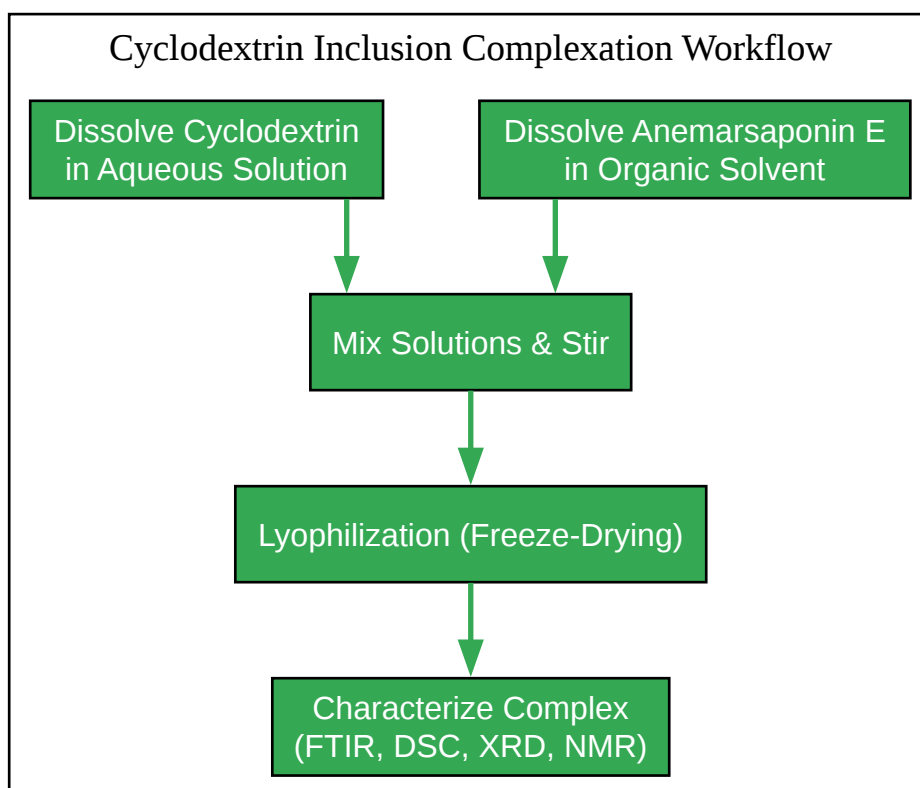 Cyclodextrin Inclusion Complexation Workflow
Dissolve Cyclodextrin
in Aqueous Solution
Dissolve Anemarsaponin E
in Organic Solvent
Mix Solutions & Stir
Lyophilization (Freeze-Drying)
Characterize Complex
(FTIR, DSC, XRD, NMR)